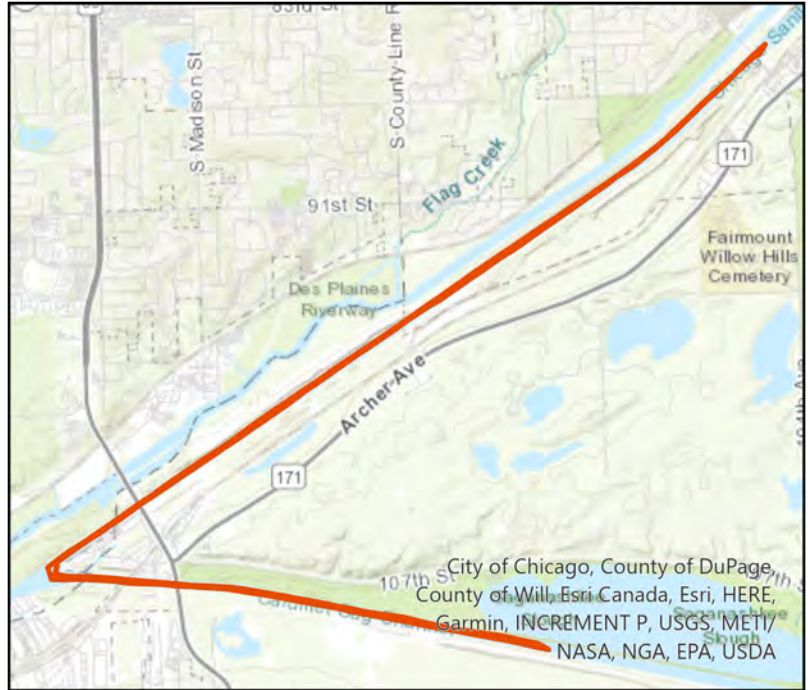 83rd St
S Madison St
S County Line R
171
Flag Creek
91st St
Fairmount
Willow Hills
Cemetery
Des Plaines
Riverway
104th Ave
Archer Ave
171
107th St
City of Chicago, County of DuPage,
County of Will, Esri Canada, Esri, HERE,
Garmin, INCREMENT P, USGS, METI/
NASA, NGA, EPA, USDA
Calumet Sag Channel
Saganashkee
Slough